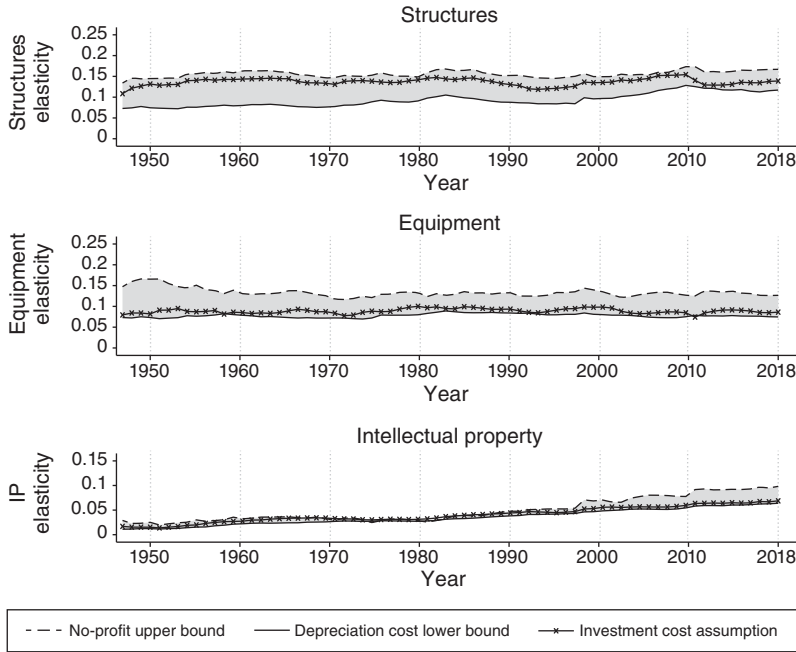 Structures
Structures
elasticity
0.25
0.2
0.15
0.1
0.05
0
1950 1960 1970 1980 1990 2000 2010 2018
Year
Equipment
Equipment
elasticity
0.25
0.2
0.15
0.1
0.05
0
1950 1960 1970 1980 1990 2000 2010 2018
Year
Intellectual property
IP
elasticity
0.15
0.1
0.05
0
1950 1960 1970 1980 1990 2000 2010 2018
Year
No-profit upper bound Depreciation cost lower bound Investment cost assumption